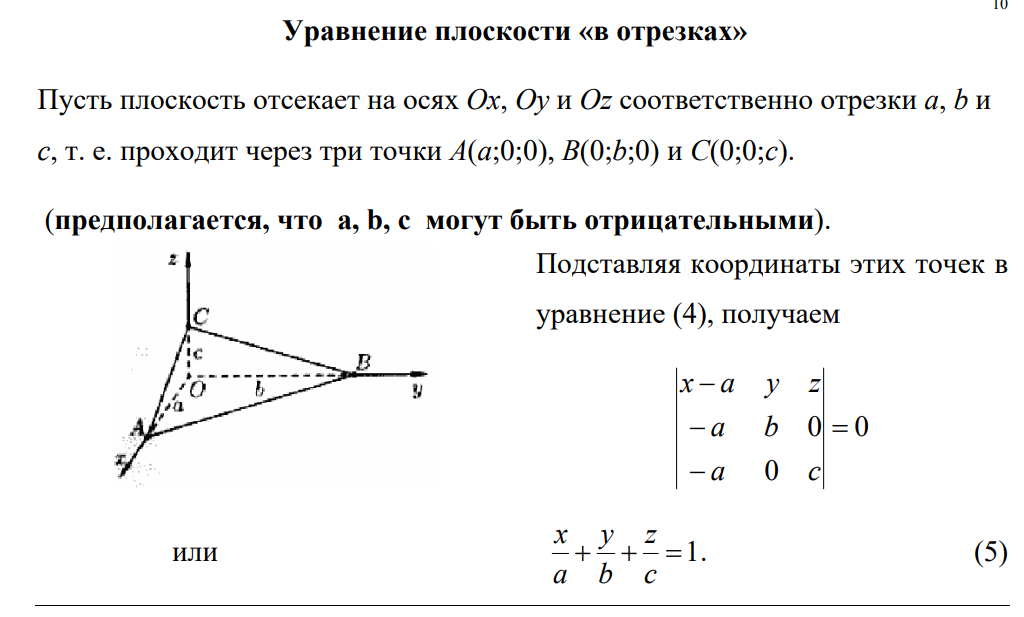 10
Уравнение плоскости «в отрезках»
Пусть плоскость отсекает на осях Ox, Oy и Oz соответственно отрезки a, b и
c, т. е. проходит через три точки A(a;0;0), B(0;b;0) и C(0;0;c).
(предполагается, что a, b, c могут быть отрицательными).
z
C
c
B
O
b
y
a
A
x
Подставляя координаты этих точек в
уравнение (4), получаем
|x − a y z|
|− a b 0| = 0
|− a 0 c|
или
x/a + y/b + z/c = 1. (5)